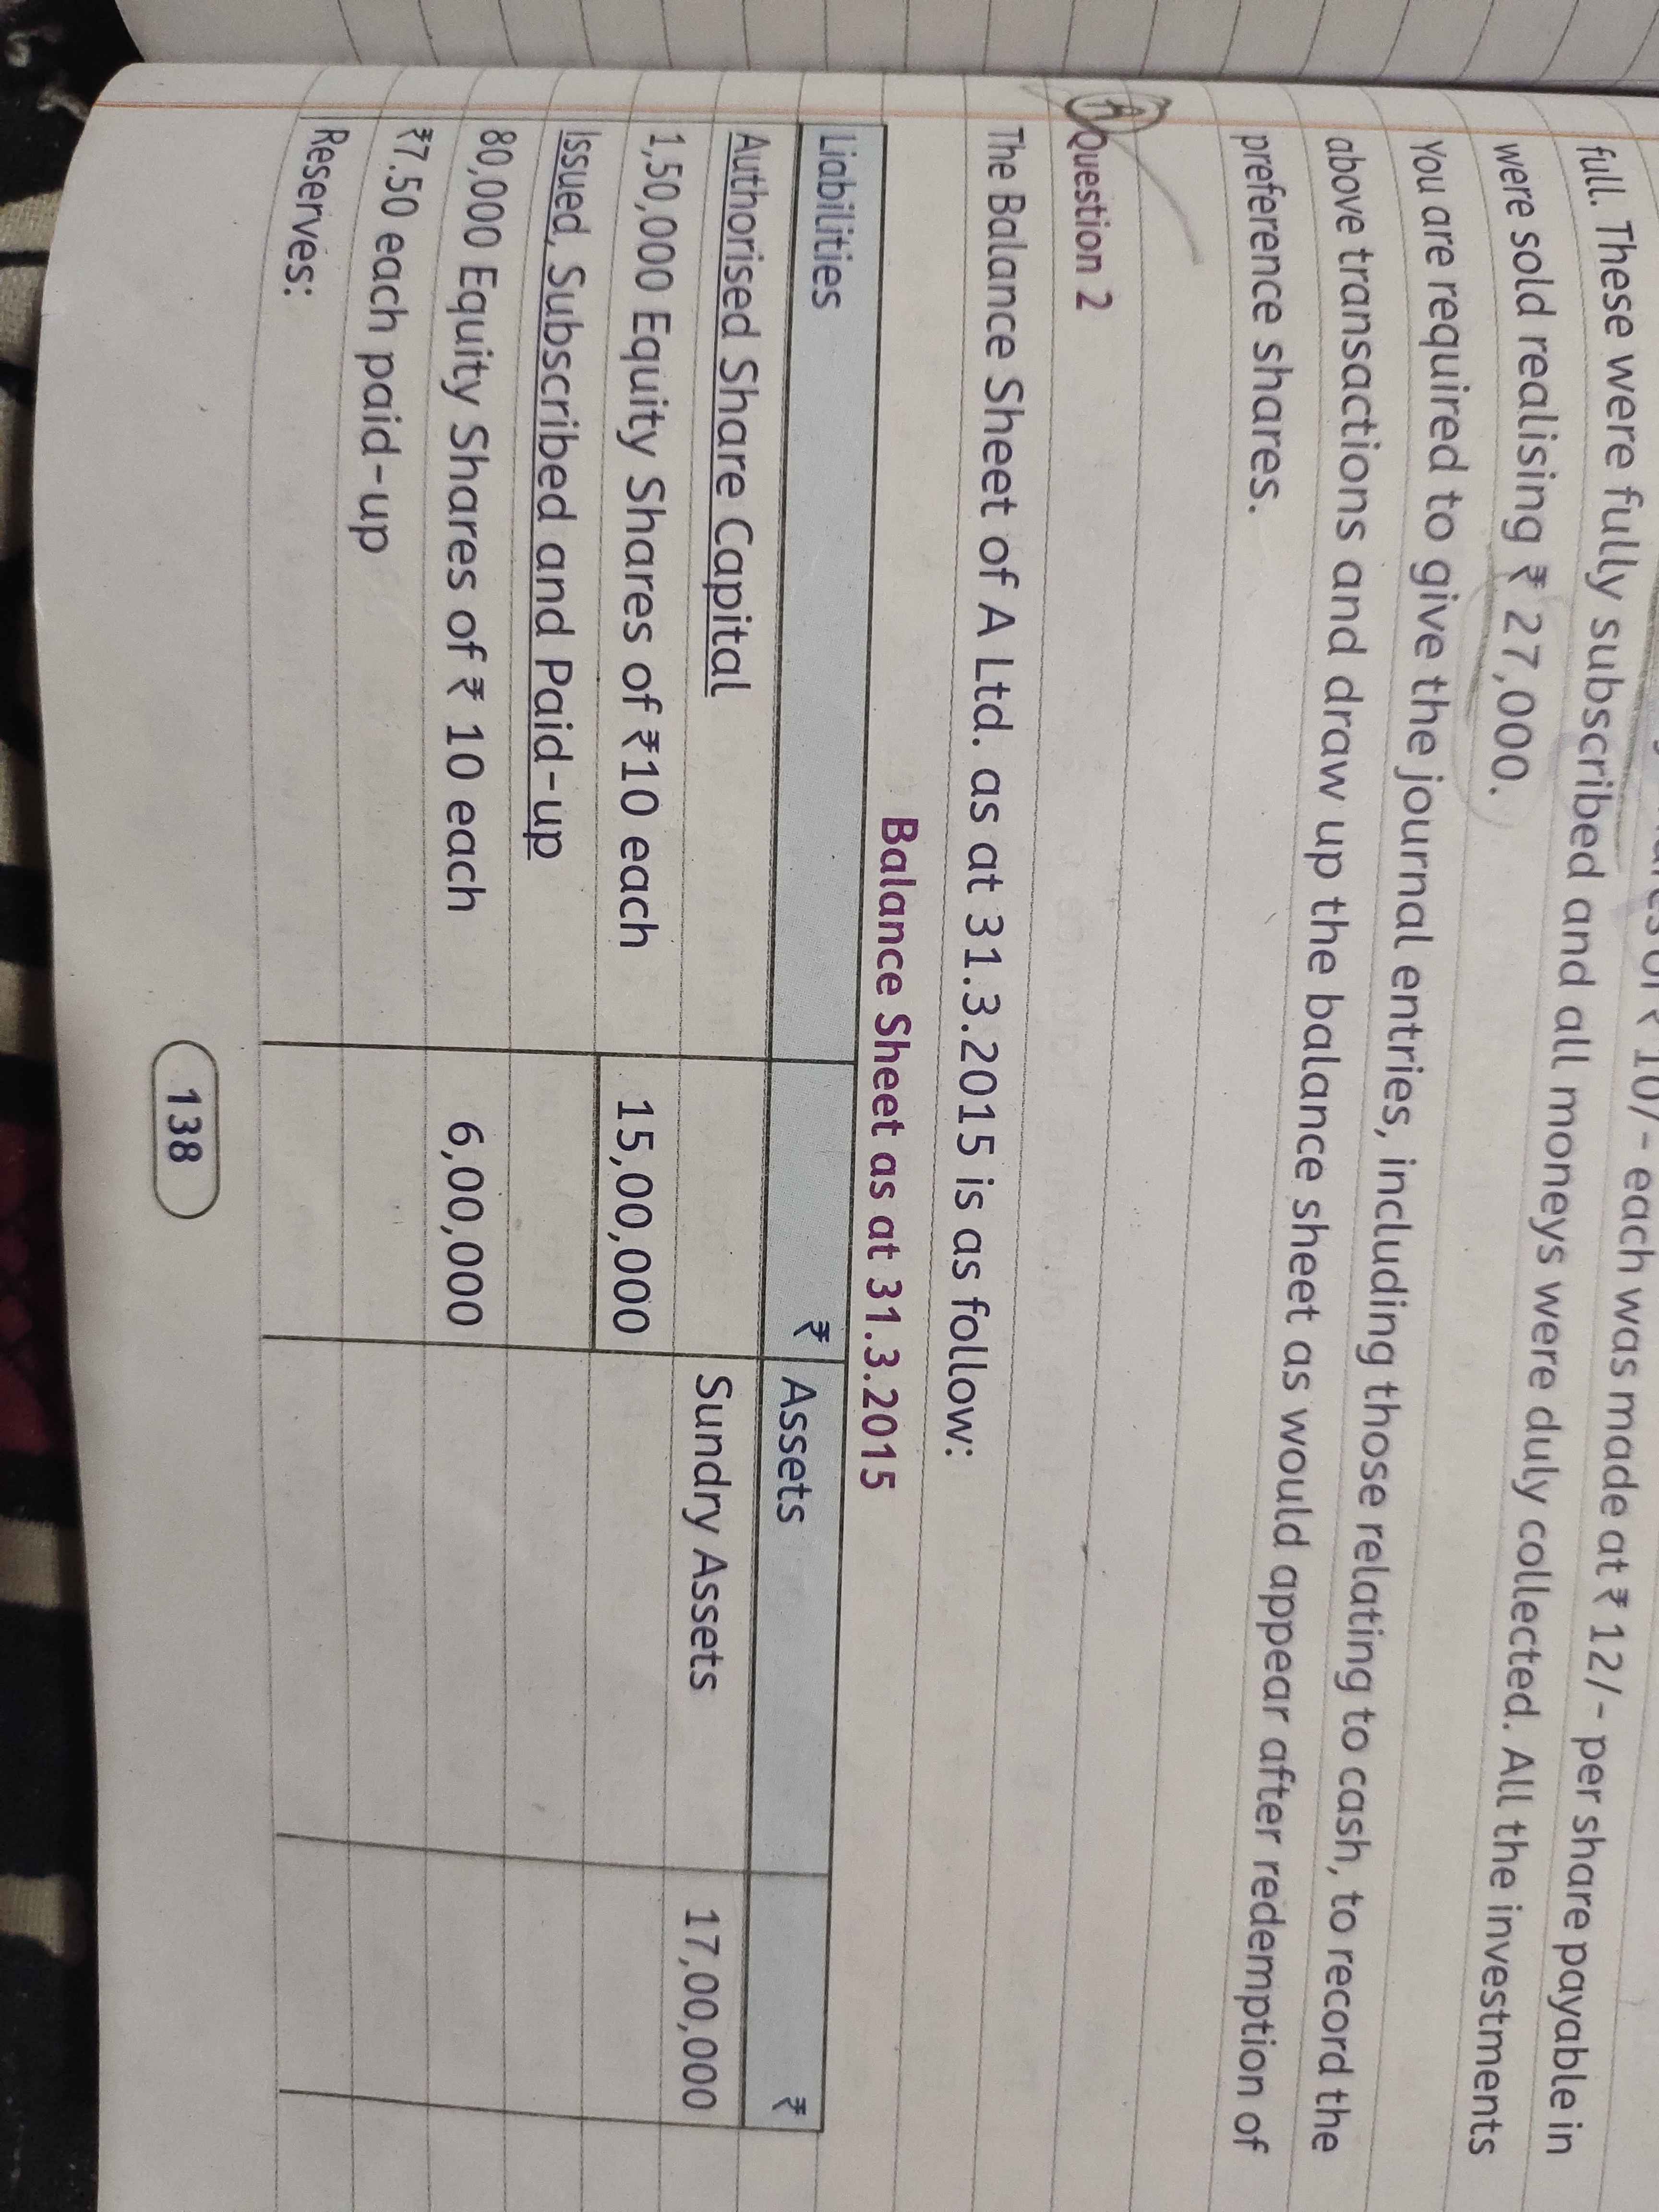 10/- each was made at ₹ 12/- per share payable in
full. These were fully subscribed and all moneys were duly collected. All the investments
were sold realising ₹ 27,000.
You are required to give the journal entries, including those relating to cash, to record the
above transactions and draw up the balance sheet as would appear after redemption of
preference shares.
Question 2
The Balance Sheet of A Ltd. as at 31.3.2015 is as follow:
Balance Sheet as at 31.3.2015
Liabilities ₹ Assets ₹
Authorised Share Capital Sundry Assets 17,00,000
1,50,000 Equity Shares of ₹10 each 15,00,000
Issued, Subscribed and Paid-up
80,000 Equity Shares of ₹ 10 each 6,00,000
₹7.50 each paid-up
Reserves:
138